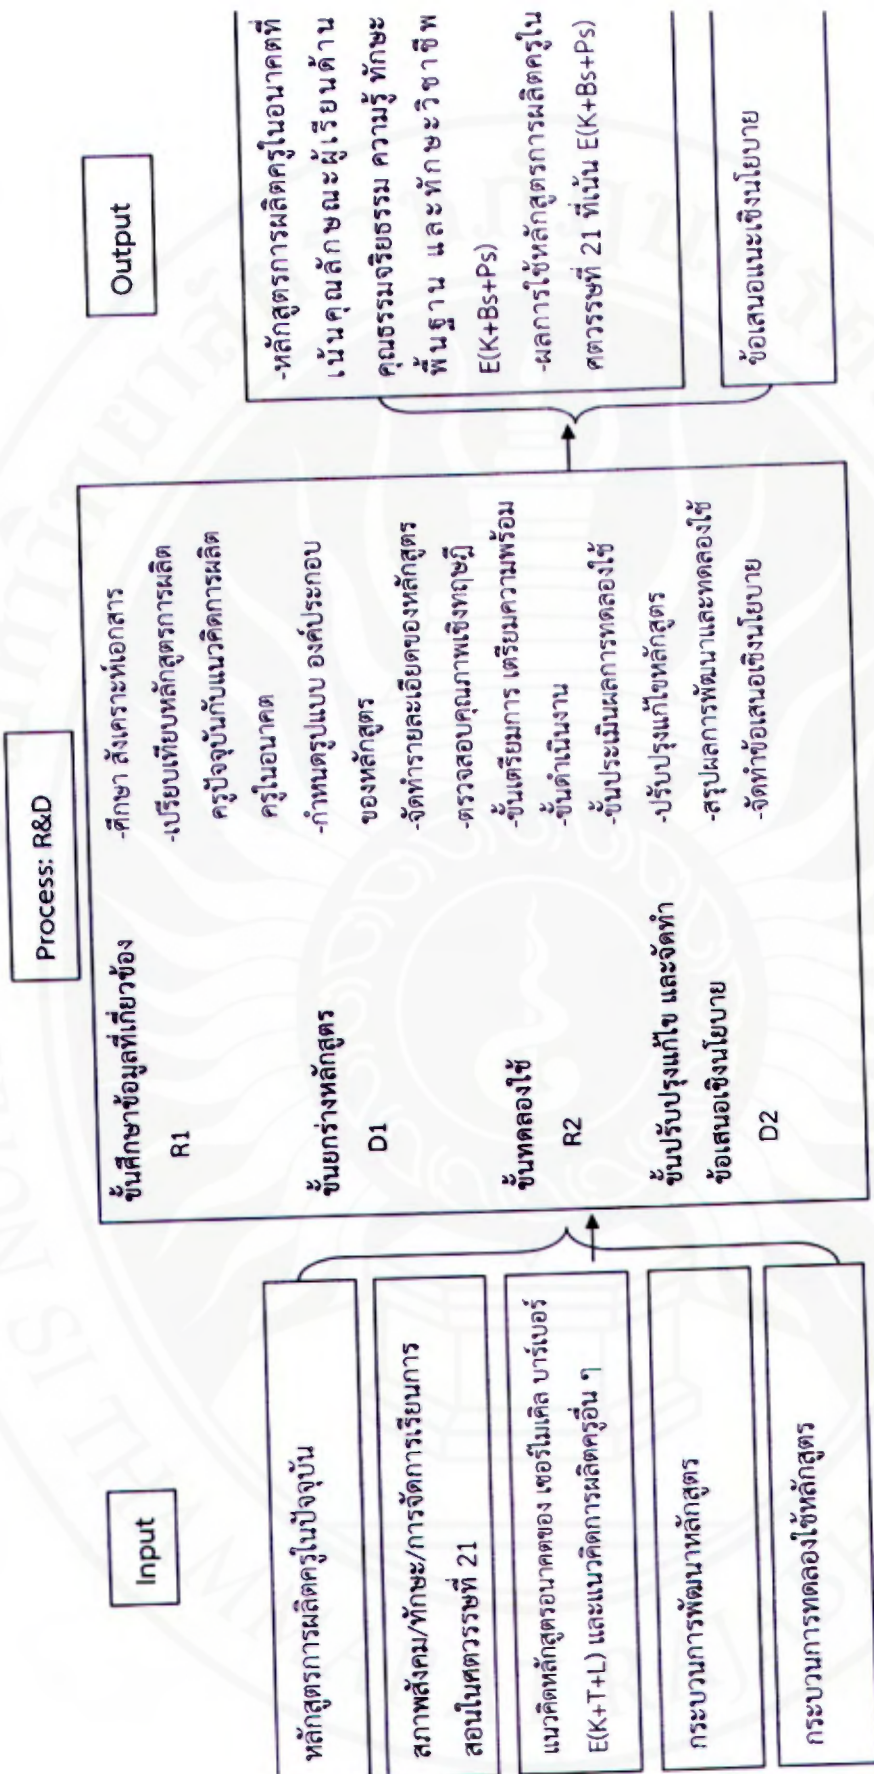 Input
หลักสูตรการผลิตครูในปัจจุบัน
สภาพสังคม/ทักษะ/การจัดการเรียนการ
สอนในศตวรรษที่ 21
แนวคิดหลักสูตรอนาคตของ เซอร์ไมเคิล บาร์เบอร์
E(K+T+L) และแนวคิดการผลิตครูอื่น ๆ
กระบวนการพัฒนาหลักสูตร
กระบวนการทดลองใช้หลักสูตร
Process: R&D
ขั้นศึกษาข้อมูลที่เกี่ยวข้อง
R1
-ศึกษา สังเคราะห์เอกสาร
-เปรียบเทียบหลักสูตรการผลิต
ครูปัจจุบันกับแนวคิดการผลิต
ครูในอนาคต
ขั้นยกร่างหลักสูตร
D1
-กำหนดรูปแบบ องค์ประกอบ
ของหลักสูตร
-จัดทำรายละเอียดของหลักสูตร
-ตรวจสอบคุณภาพเชิงทฤษฎี
ขั้นทดลองใช้
R2
-ขั้นเตรียมการ เตรียมความพร้อม
-ขั้นดำเนินงาน
-ขั้นประเมินผลการทดลองใช้
ขั้นปรับปรุงแก้ไข และจัดทำ
ข้อเสนอเชิงนโยบาย
D2
-ปรับปรุงแก้ไขหลักสูตร
-สรุปผลการพัฒนาและทดลองใช้
-จัดทำข้อเสนอเชิงนโยบาย
Output
-หลักสูตรการผลิตครูในอนาคตที่
เน้นคุณลักษณะผู้เรียนด้าน
คุณธรรมจริยธรรม ความรู้ ทักษะ
พื้นฐาน และทักษะวิชาชีพ
E(K+Bs+Ps)
-ผลการใช้หลักสูตรการผลิตครูใน
ศตวรรษที่ 21 ที่เน้น E(K+Bs+Ps)
ข้อเสนอแนะเชิงนโยบาย